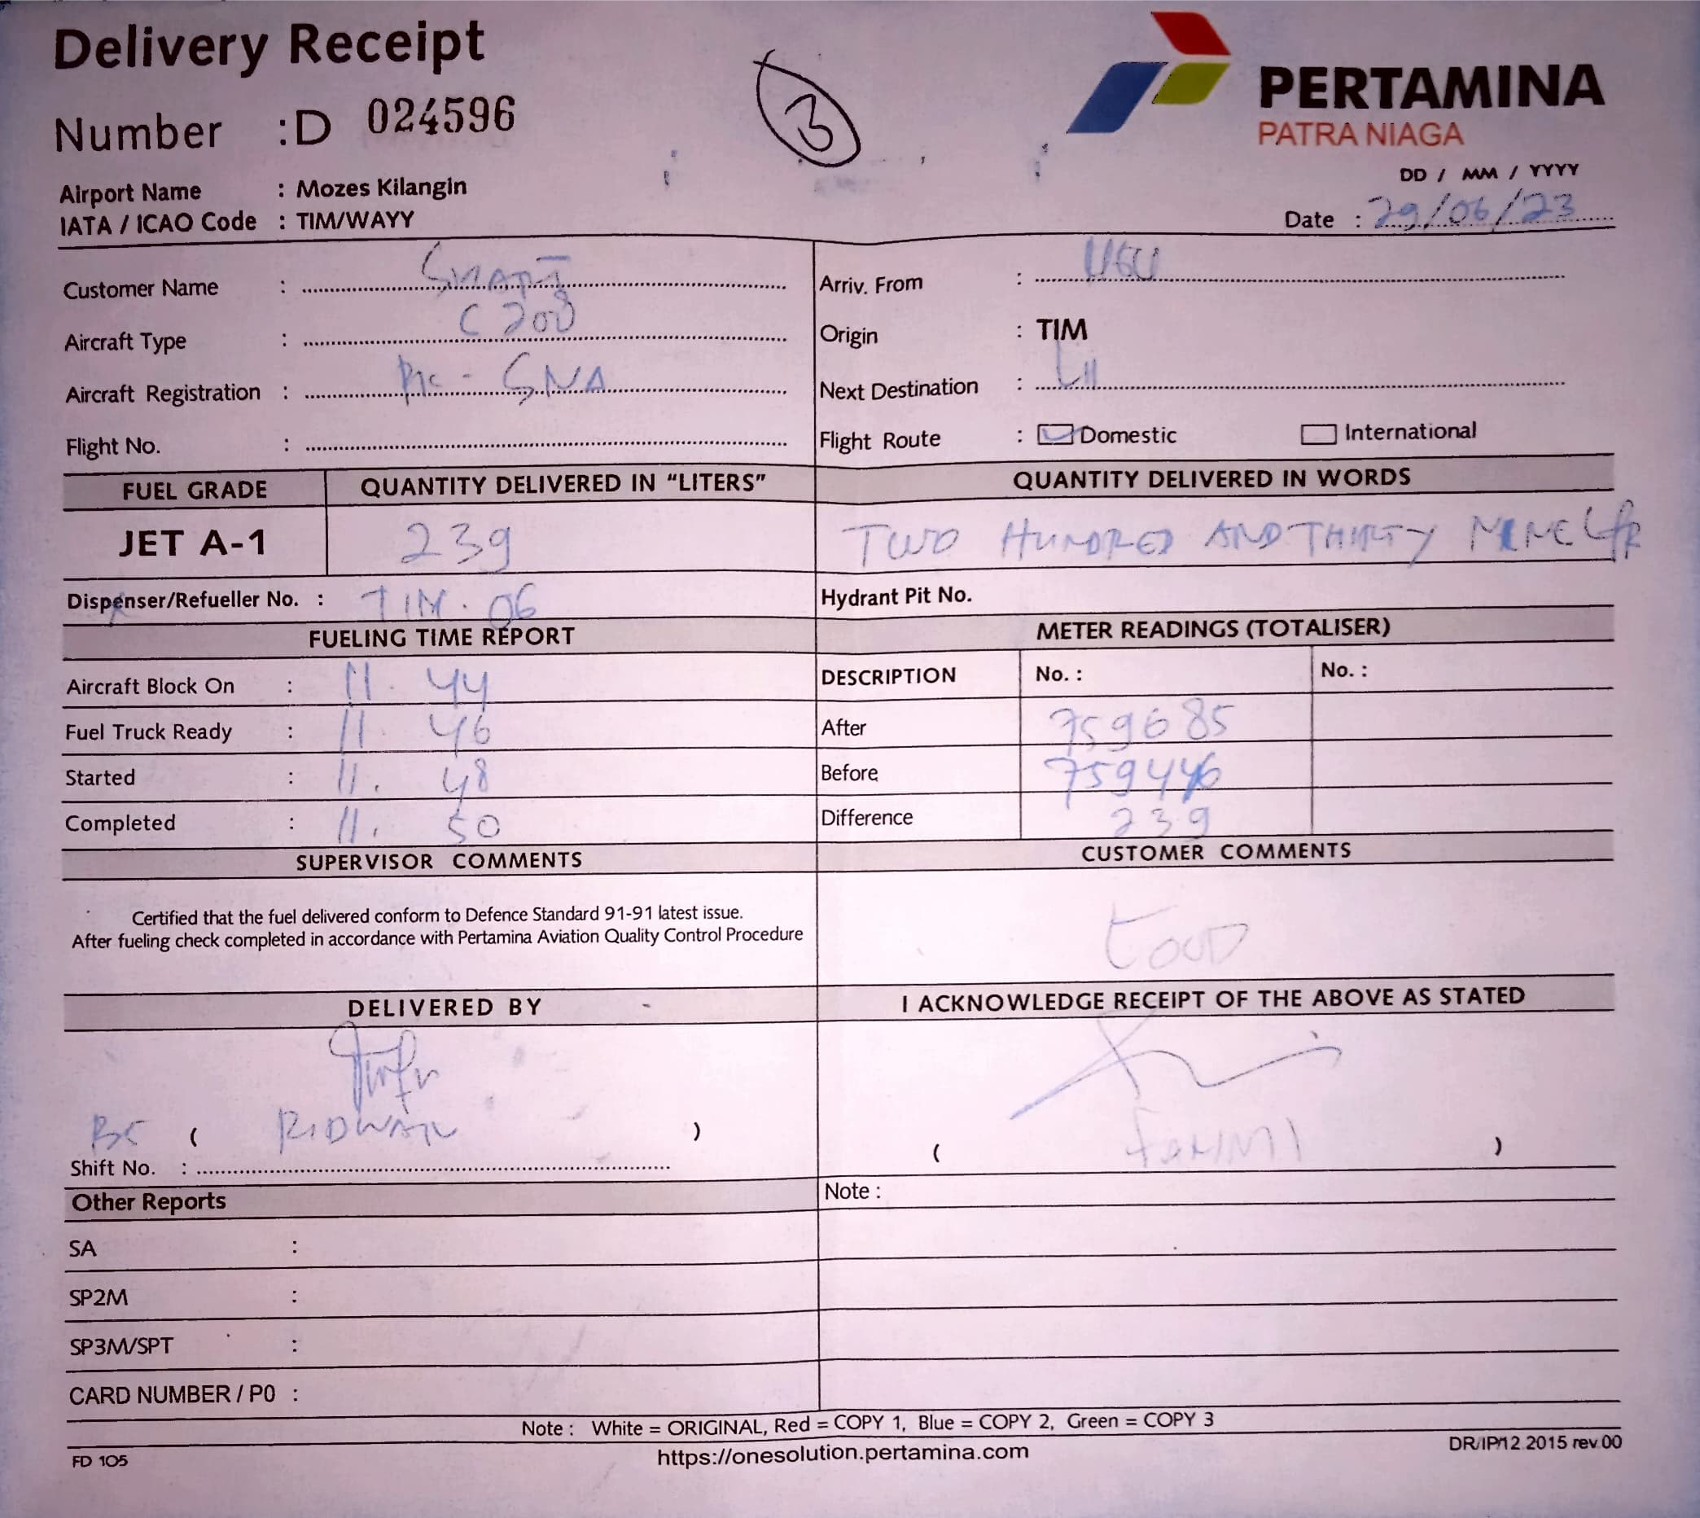 Delivery Receipt
Number :D 024596
3
PERTAMINA
PATRA NIAGA
Airport Name : Mozes Kilangin
IATA / ICAO Code : TIM/WAYY
DD / MM / YYYY
Date : 29/06/23
Customer Name : SMART
Aircraft Type : C 208
Aircraft Registration : PK - SNA
Flight No. :
Arriv. From :
Origin : TIM
Next Destination :
Flight Route : Domestic International
FUEL GRADE QUANTITY DELIVERED IN "LITERS" QUANTITY DELIVERED IN WORDS
JET A-1 239 TWO HUNDRED AND THIRTY NINE LTR
Dispenser/Refueller No. : TIM . 06 Hydrant Pit No.
FUELING TIME REPORT METER READINGS (TOTALISER)
Aircraft Block On : 11. 44
Fuel Truck Ready : 11. 46
Started : 11. 48
Completed : 11. 50
DESCRIPTION No. : No. :
After 759685
Before 759446
Difference 239
SUPERVISOR COMMENTS CUSTOMER COMMENTS
Certified that the fuel delivered conform to Defence Standard 91-91 latest issue.
After fueling check completed in accordance with Pertamina Aviation Quality Control Procedure
DELIVERED BY I ACKNOWLEDGE RECEIPT OF THE ABOVE AS STATED
( RIDWAN )
( FAHMI )
Shift No. :
Other Reports Note :
SA :
SP2M :
SP3M/SPT :
CARD NUMBER / P0 :
Note : White = ORIGINAL, Red = COPY 1, Blue = COPY 2, Green = COPY 3
FD 105 https://onesolution.pertamina.com DR/IP/12 2015 rev.00